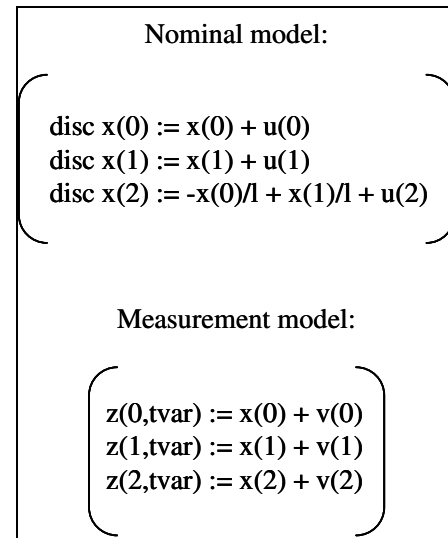 Nominal model:
disc x(0) := x(0) + u(0)
disc x(1) := x(1) + u(1)
disc x(2) := -x(0)/l + x(1)/l + u(2)
Measurement model:
z(0,tvar) := x(0) + v(0)
z(1,tvar) := x(1) + v(1)
z(2,tvar) := x(2) + v(2)